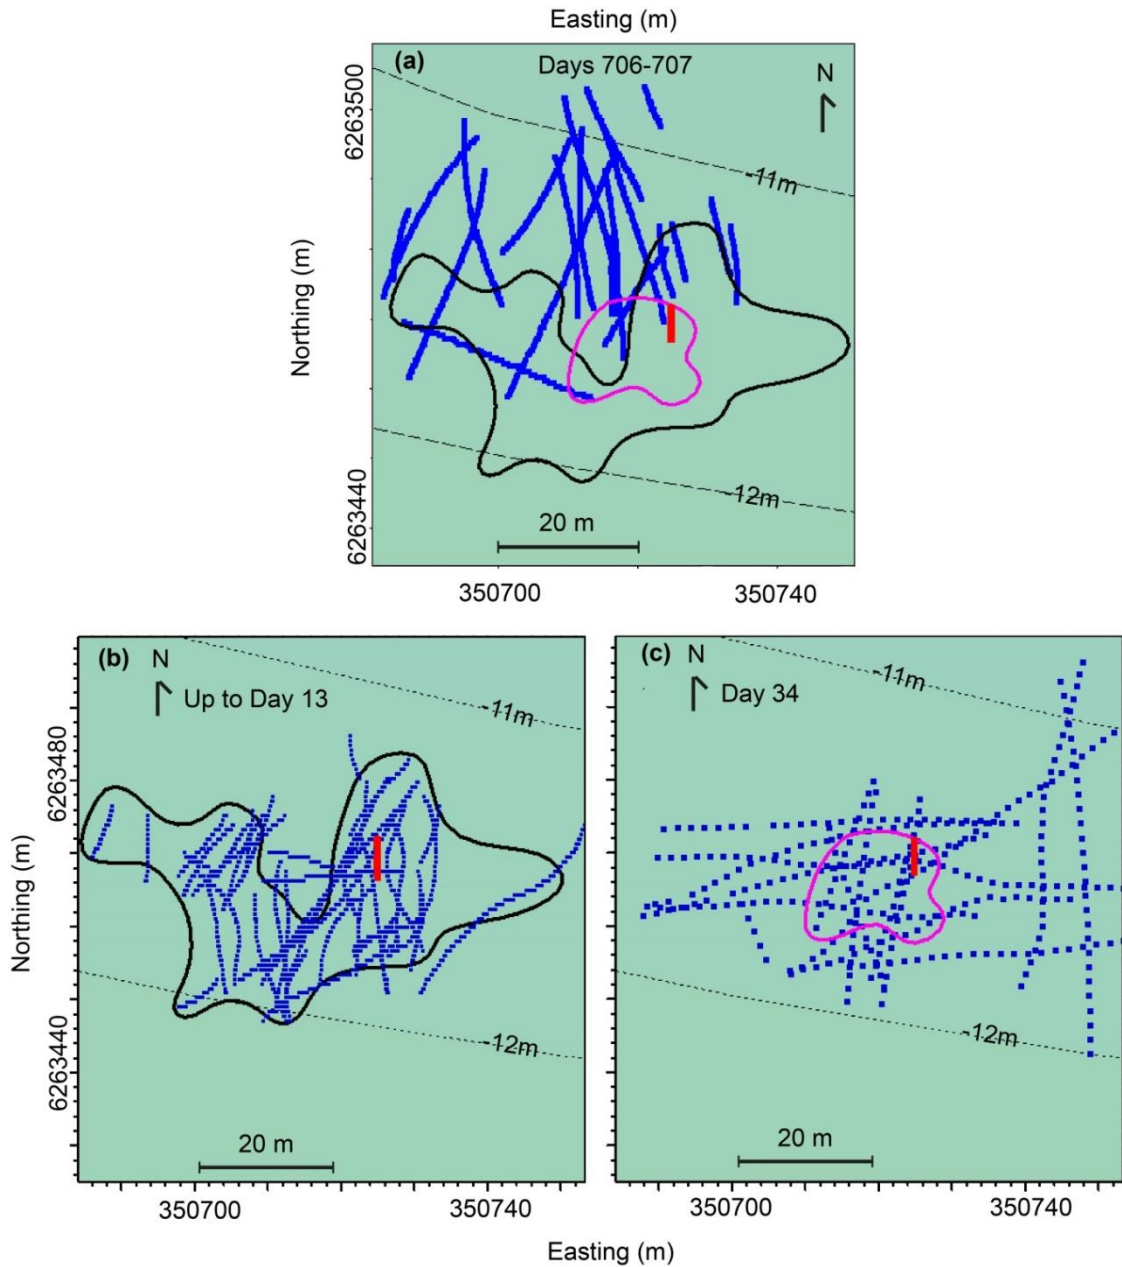 Easting (m)
(a)
Days 706-707
N
6263500
-11m
Northing (m)
6263440
-12m
20 m
350700
350740
(b)
N
Up to Day 13
-11m
6263480
Northing (m)
6263440
-12m
20 m
350700
350740
(c)
N
Day 34
-11m
-12m
20 m
350700
350740
Easting (m)